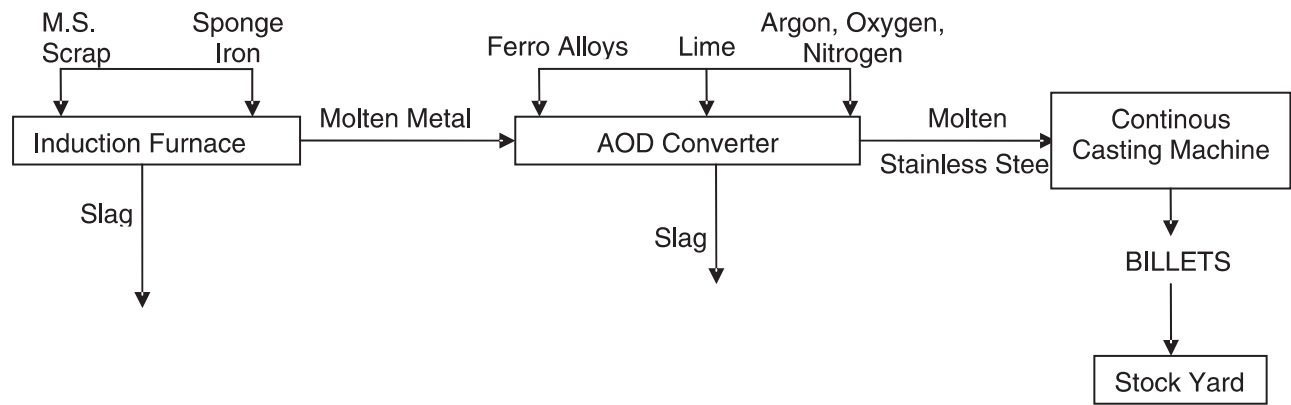 M.S.
Scrap
Sponge
Iron
Ferro Alloys
Lime
Argon, Oxygen,
Nitrogen
Induction Furnace
Molten Metal
AOD Converter
Molten
Stainless Stee
Continous
Casting Machine
Slag
Slag
BILLETS
Stock Yard